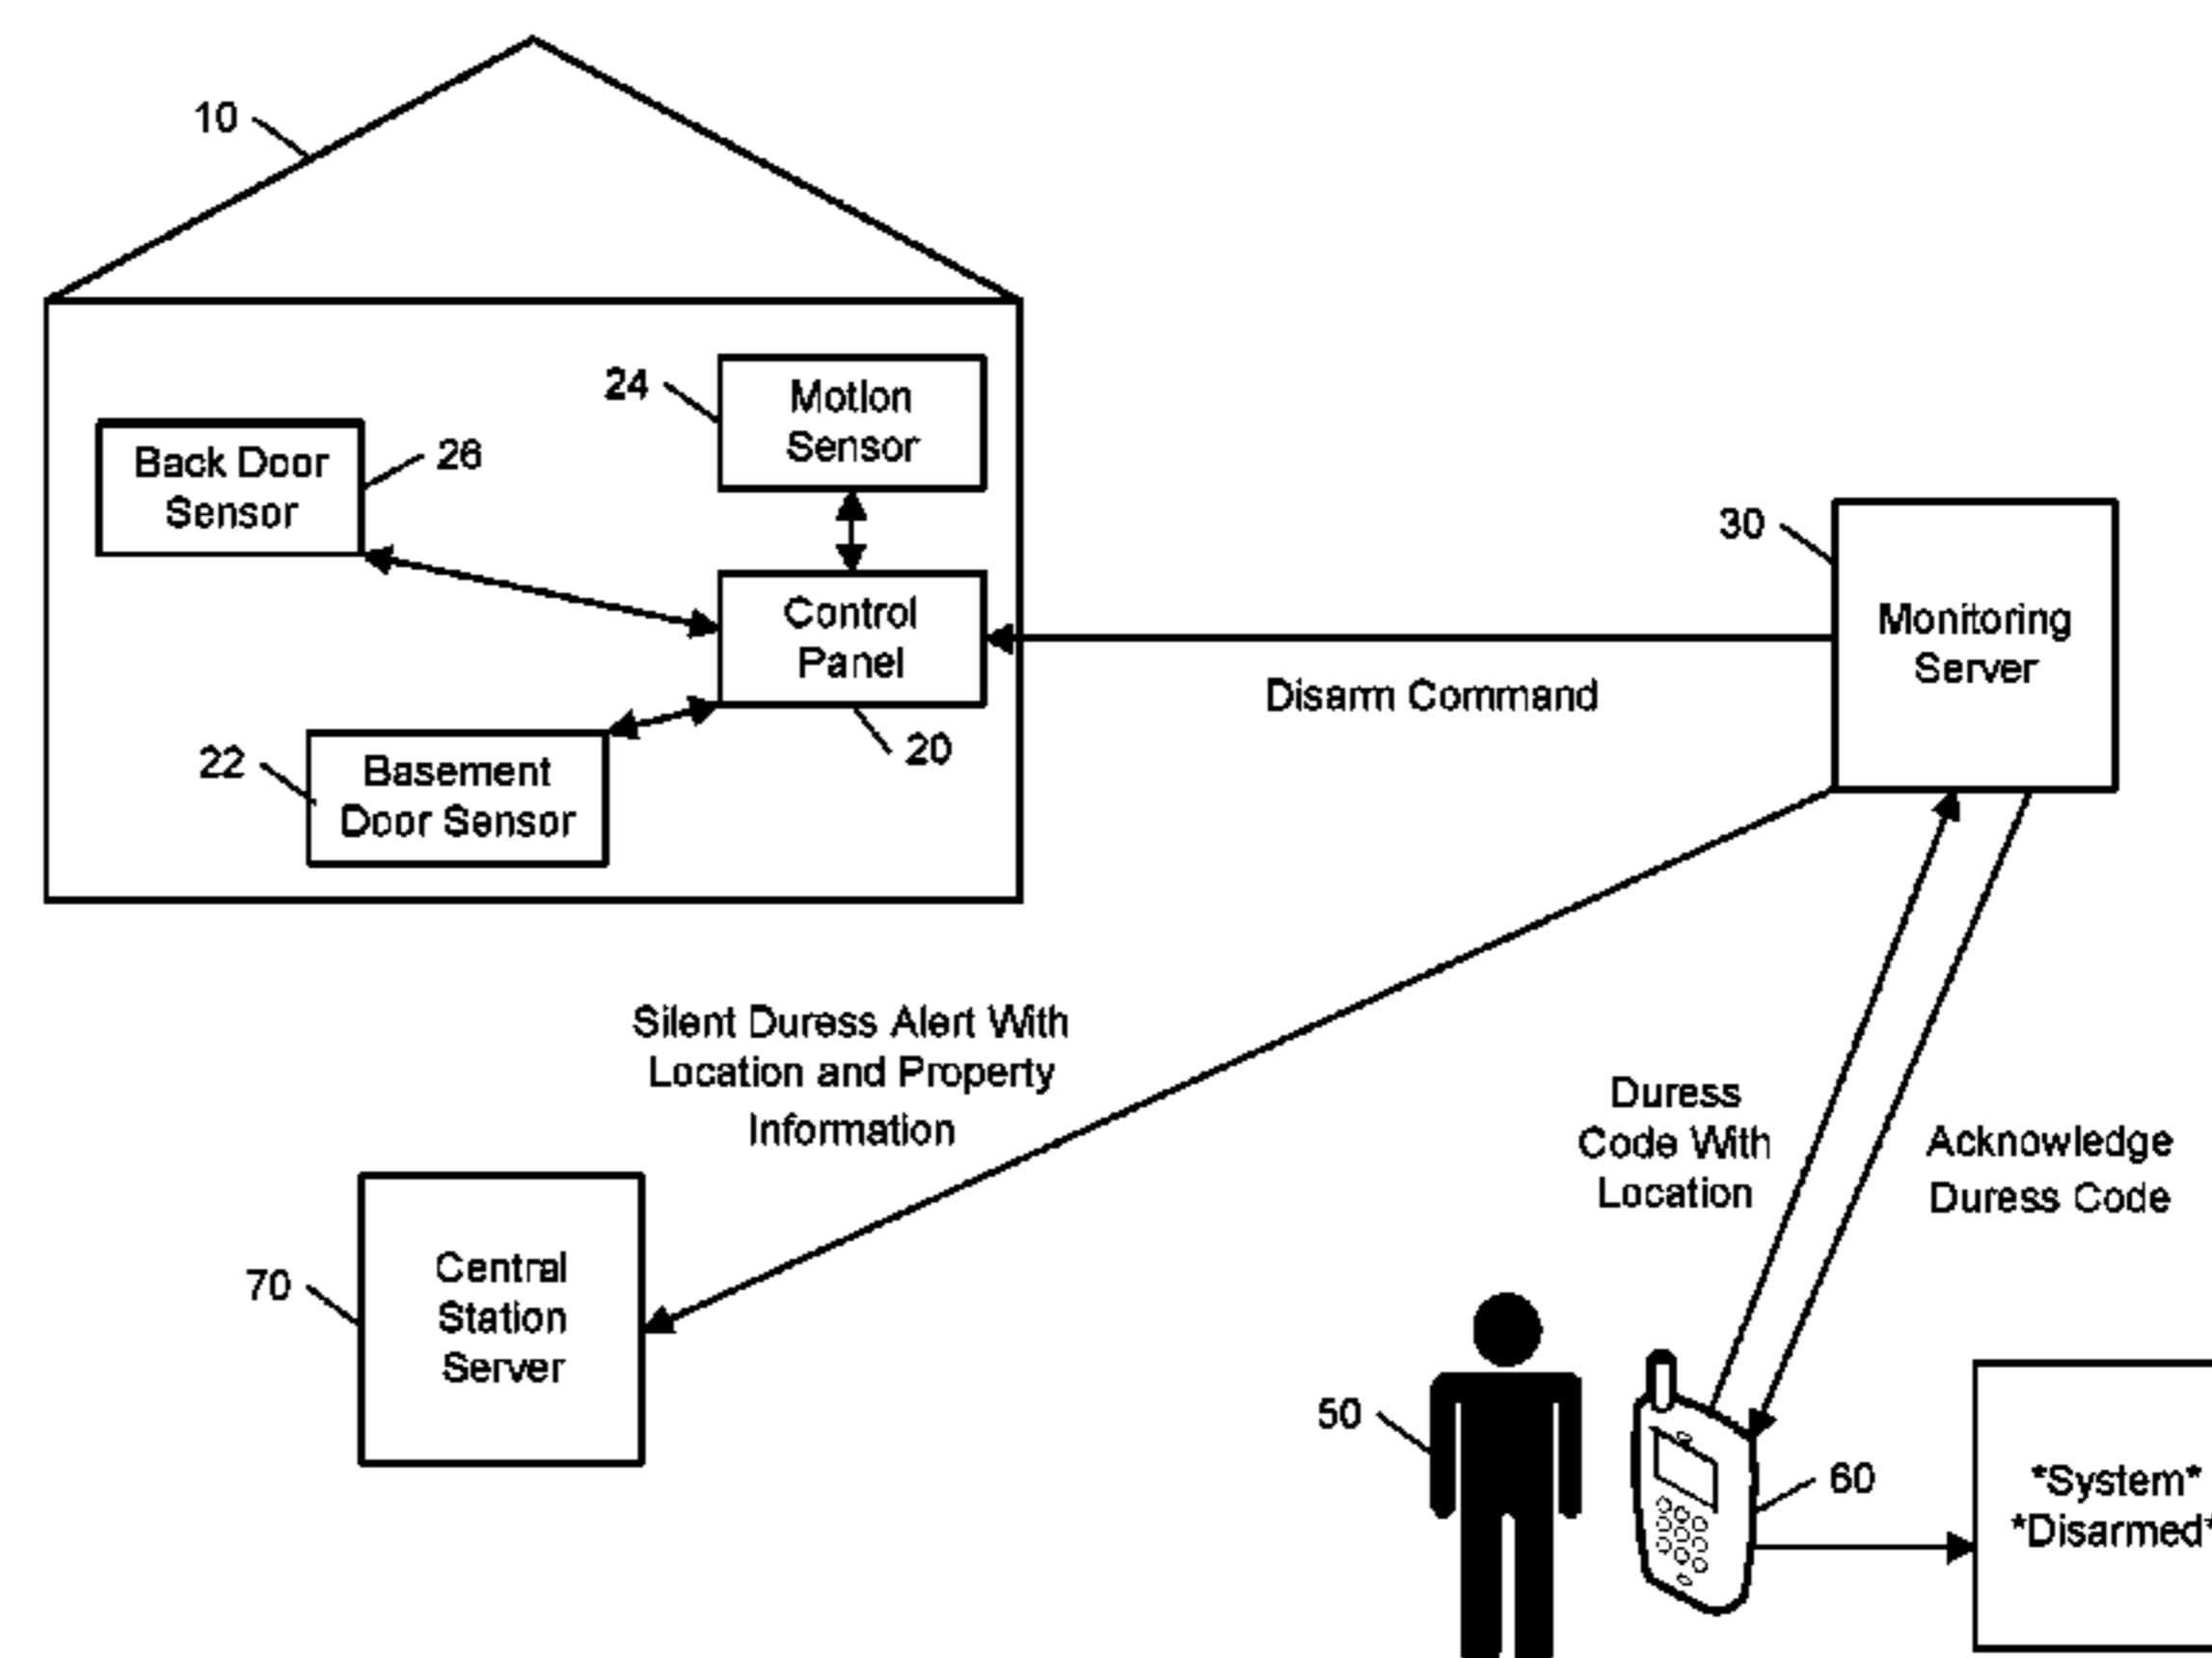 10
24
Motion
Sensor
Back Door
Sensor
26
30
Monitoring
Server
Control
Panel
Disarm Command
20
22
Basement
Door Sensor
Silent Duress Alert With
Location and Property
Information
Duress
Code With
Location
Acknowledge
Duress Code
70
Central
Station
Server
50
60
*System*
*Disarmed*